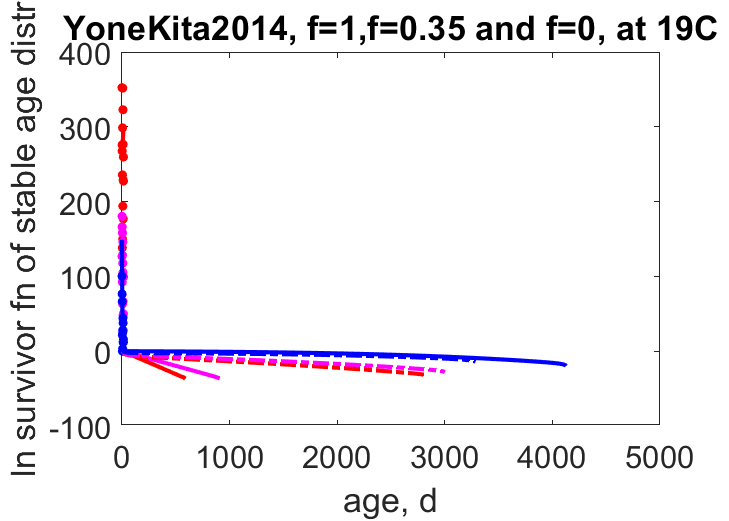 YoneKita2014, f=1,f=0.35 and f=0, at 19C
ln survivor fn of stable age distr
400
300
200
100
0
-100
0 1000 2000 3000 4000 5000
age, d